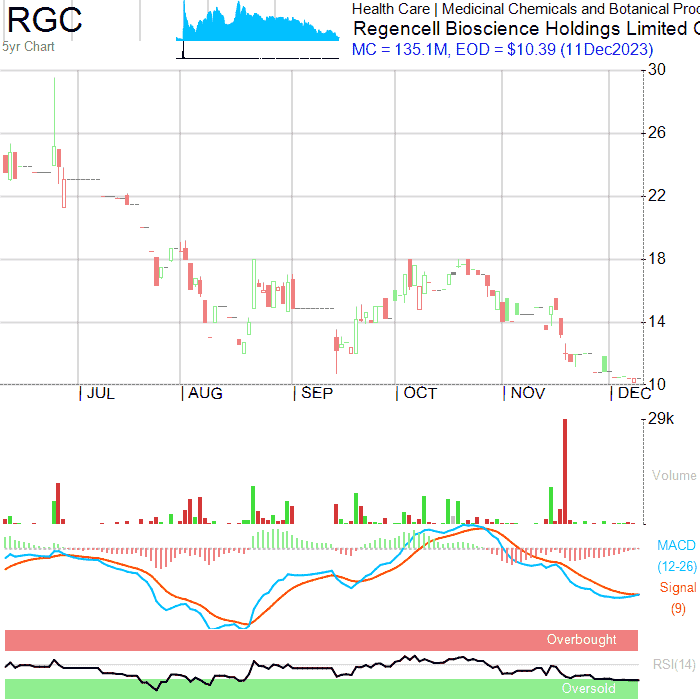 RGC
5yr Chart
Health Care | Medicinal Chemicals and Botanical Prod
Regencell Bioscience Holdings Limited
MC = 135.1M, EOD = $10.39 (11Dec2023)
30
26
22
18
14
10
| JUL | AUG | SEP | OCT | NOV | DEC
29k
Volume
MACD
(12-26)
Signal
(9)
Overbought
RSI(14)
Oversold